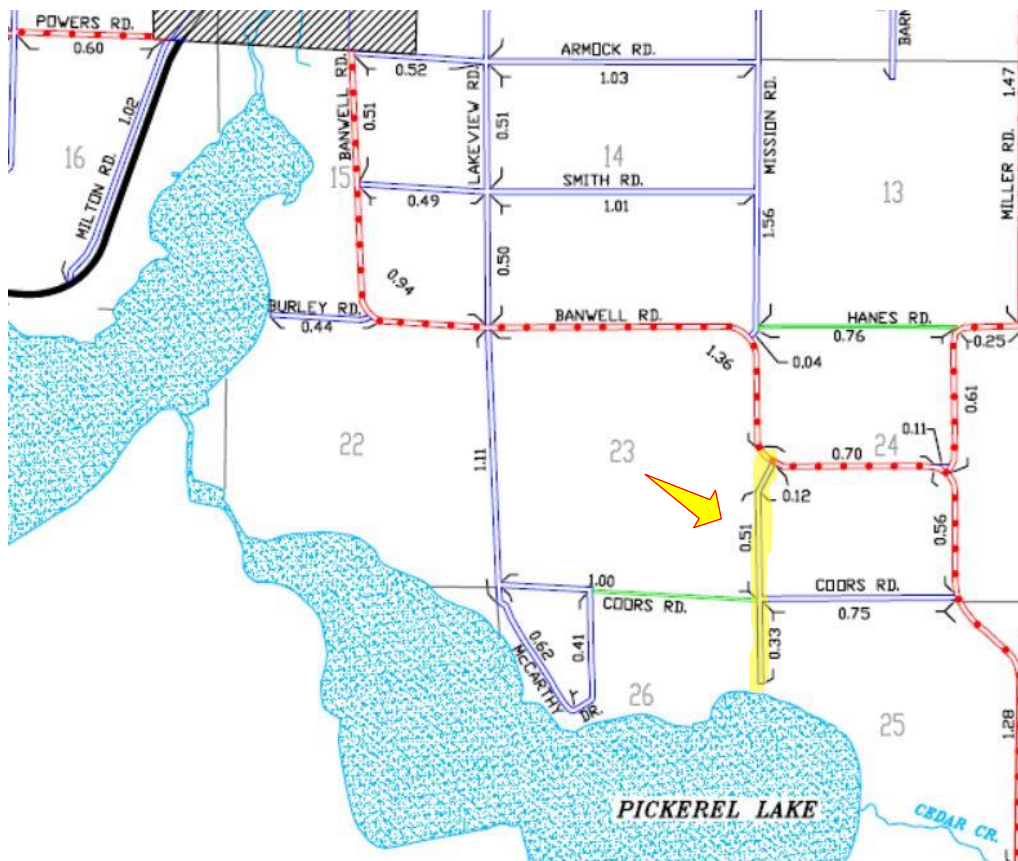 POWERS RD.
0.60
1.02
MILTON RD.
16
BANWELL RD.
0.51
15
0.52
LAKEVIEW RD.
0.51
ARMOCK RD.
1.03
14
MISSION RD.
1.56
BARN
1.47
MILLER RD.
13
0.49
SMITH RD.
1.01
0.50
0.94
BURLEY RD.
0.44
BANWELL RD.
1.36
0.04
HANES RD.
0.76
0.25
0.61
22
1.11
23
0.11
24
0.70
0.12
0.51
0.56
1.00
COORS RD.
COORS RD.
0.75
0.62
0.41
MCCARTHY DR.
0.33
26
25
1.28
PICKEREL LAKE
CEDAR CR.